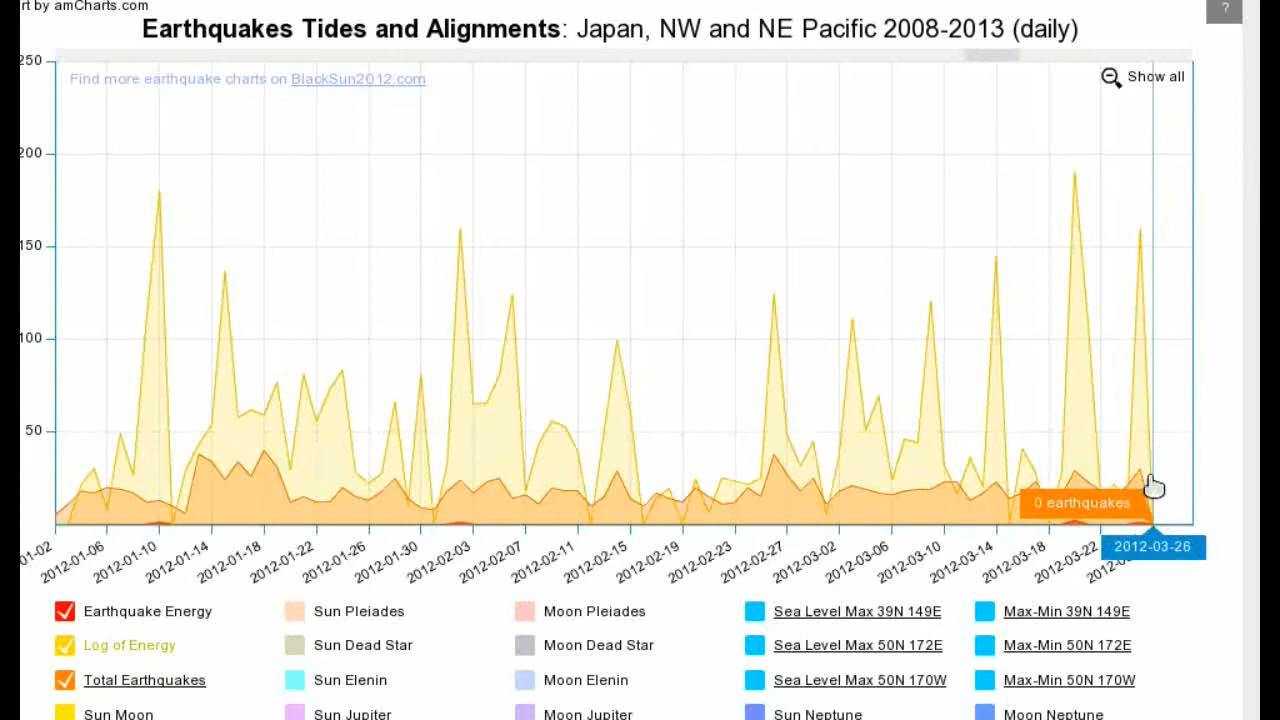 rt by amCharts.com
?
Earthquakes Tides and Alignments: Japan, NW and NE Pacific 2008-2013 (daily)
250
Find more earthquake charts on BlackSun2012.com
Show all
200
150
100
50
0 earthquakes
01-02 2012-01-06 2012-01-10 2012-01-14 2012-01-18 2012-01-22 2012-01-26 2012-01-30 2012-02-03 2012-02-07 2012-02-11 2012-02-15 2012-02-19 2012-02-23 2012-02-27 2012-03-02 2012-03-06 2012-03-10 2012-03-14 2012-03-18 2012-03-22 2012-
2012-03-26
Earthquake Energy Sun Pleiades Moon Pleiades Sea Level Max 39N 149E Max-Min 39N 149E
Log of Energy Sun Dead Star Moon Dead Star Sea Level Max 50N 172E Max-Min 50N 172E
Total Earthquakes Sun Elenin Moon Elenin Sea Level Max 50N 170W Max-Min 50N 170W
Sun Moon Sun Jupiter Moon Jupiter Sun Neptune Moon Neptune